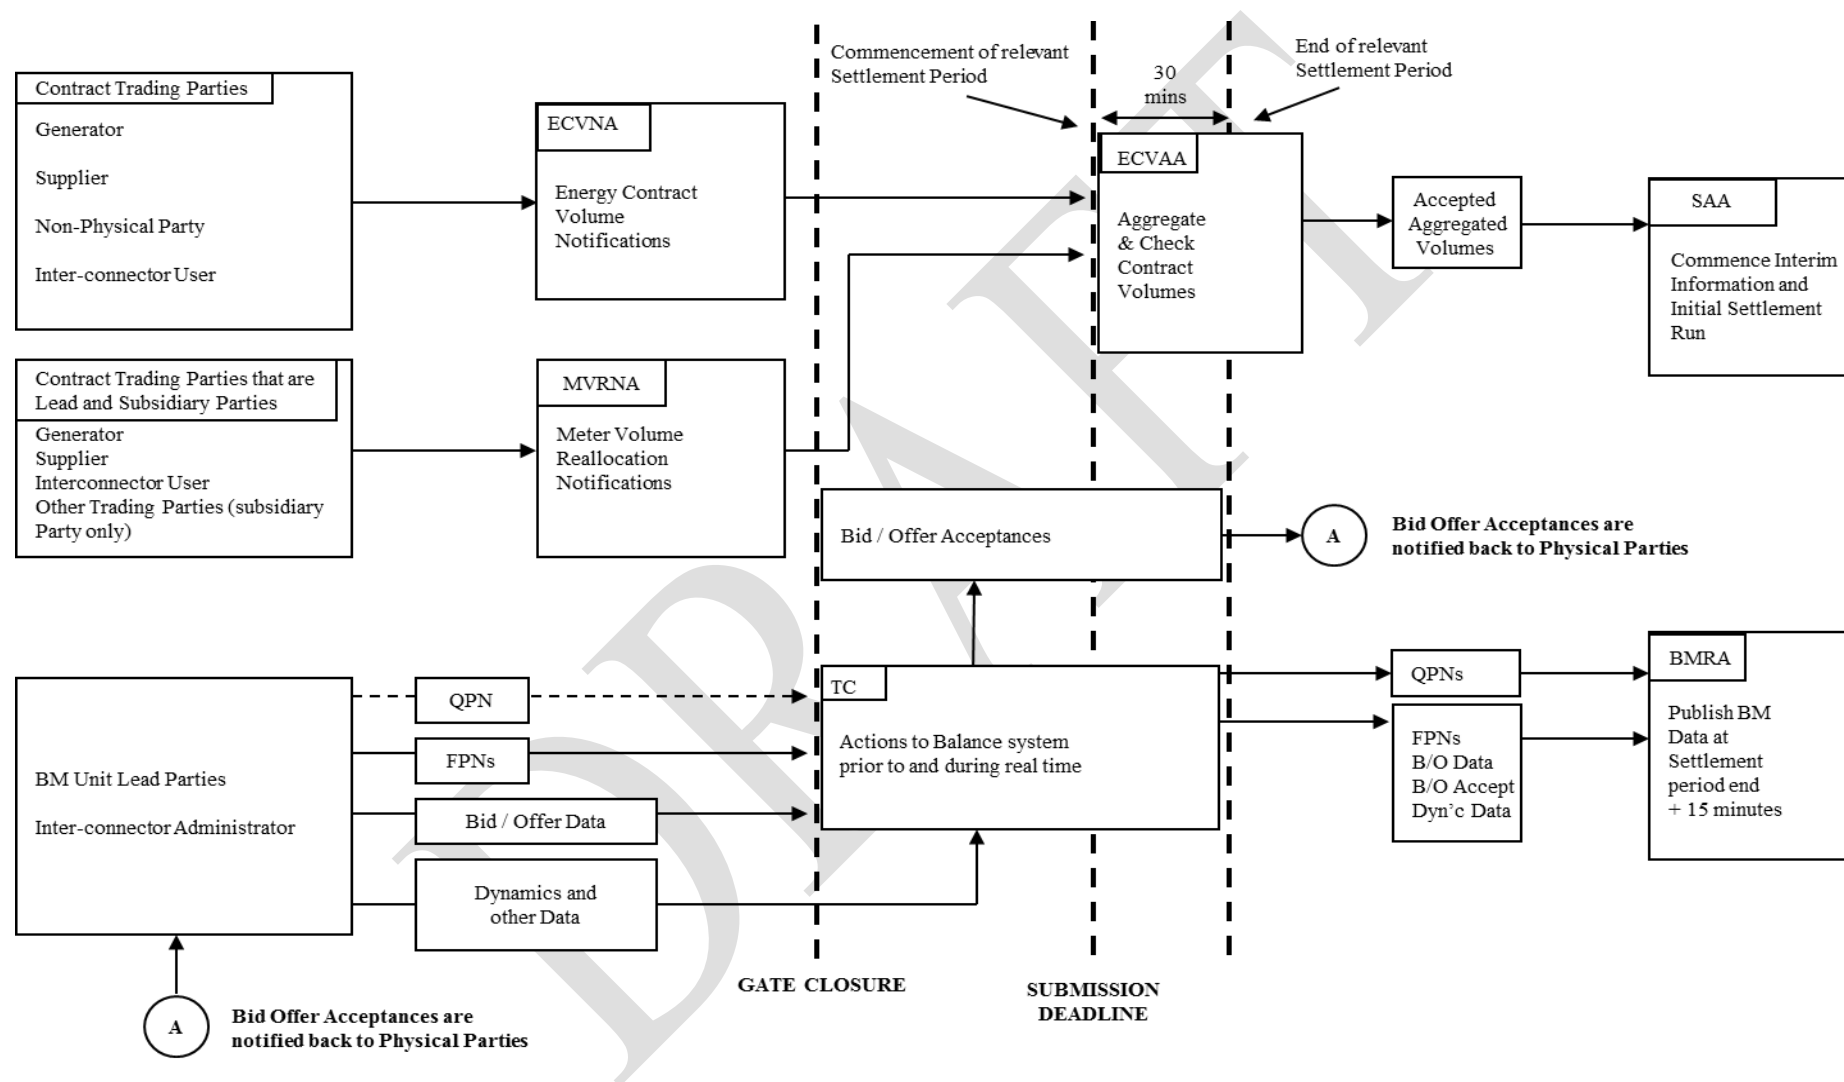 Commencement of relevant
Settlement Period
30
mins
End of relevant
Settlement Period
Contract Trading Parties
Generator
Supplier
Non-Physical Party
Inter-connector User
ECVNA
Energy Contract
Volume
Notifications
ECVAA
Aggregate
& Check
Contract
Volumes
Accepted
Aggregated
Volumes
SAA
Commence Interim
Information and
Initial Settlement
Run
Contract Trading Parties that are
Lead and Subsidiary Parties
Generator
Supplier
Interconnector User
Other Trading Parties (subsidiary
Party only)
MVRNA
Meter Volume
Reallocation
Notifications
Bid / Offer Acceptances
A
Bid Offer Acceptances are
notified back to Physical Parties
BM Unit Lead Parties
Inter-connector Administrator
QPN
FPNs
Bid / Offer Data
Dynamics and
other Data
TC
Actions to Balance system
prior to and during real time
QPNs
FPNs
B/O Data
B/O Accept
Dyn’c Data
BMRA
Publish BM
Data at
Settlement
period end
+ 15 minutes
GATE CLOSURE
SUBMISSION
DEADLINE
A
Bid Offer Acceptances are
notified back to Physical Parties
DRAFT